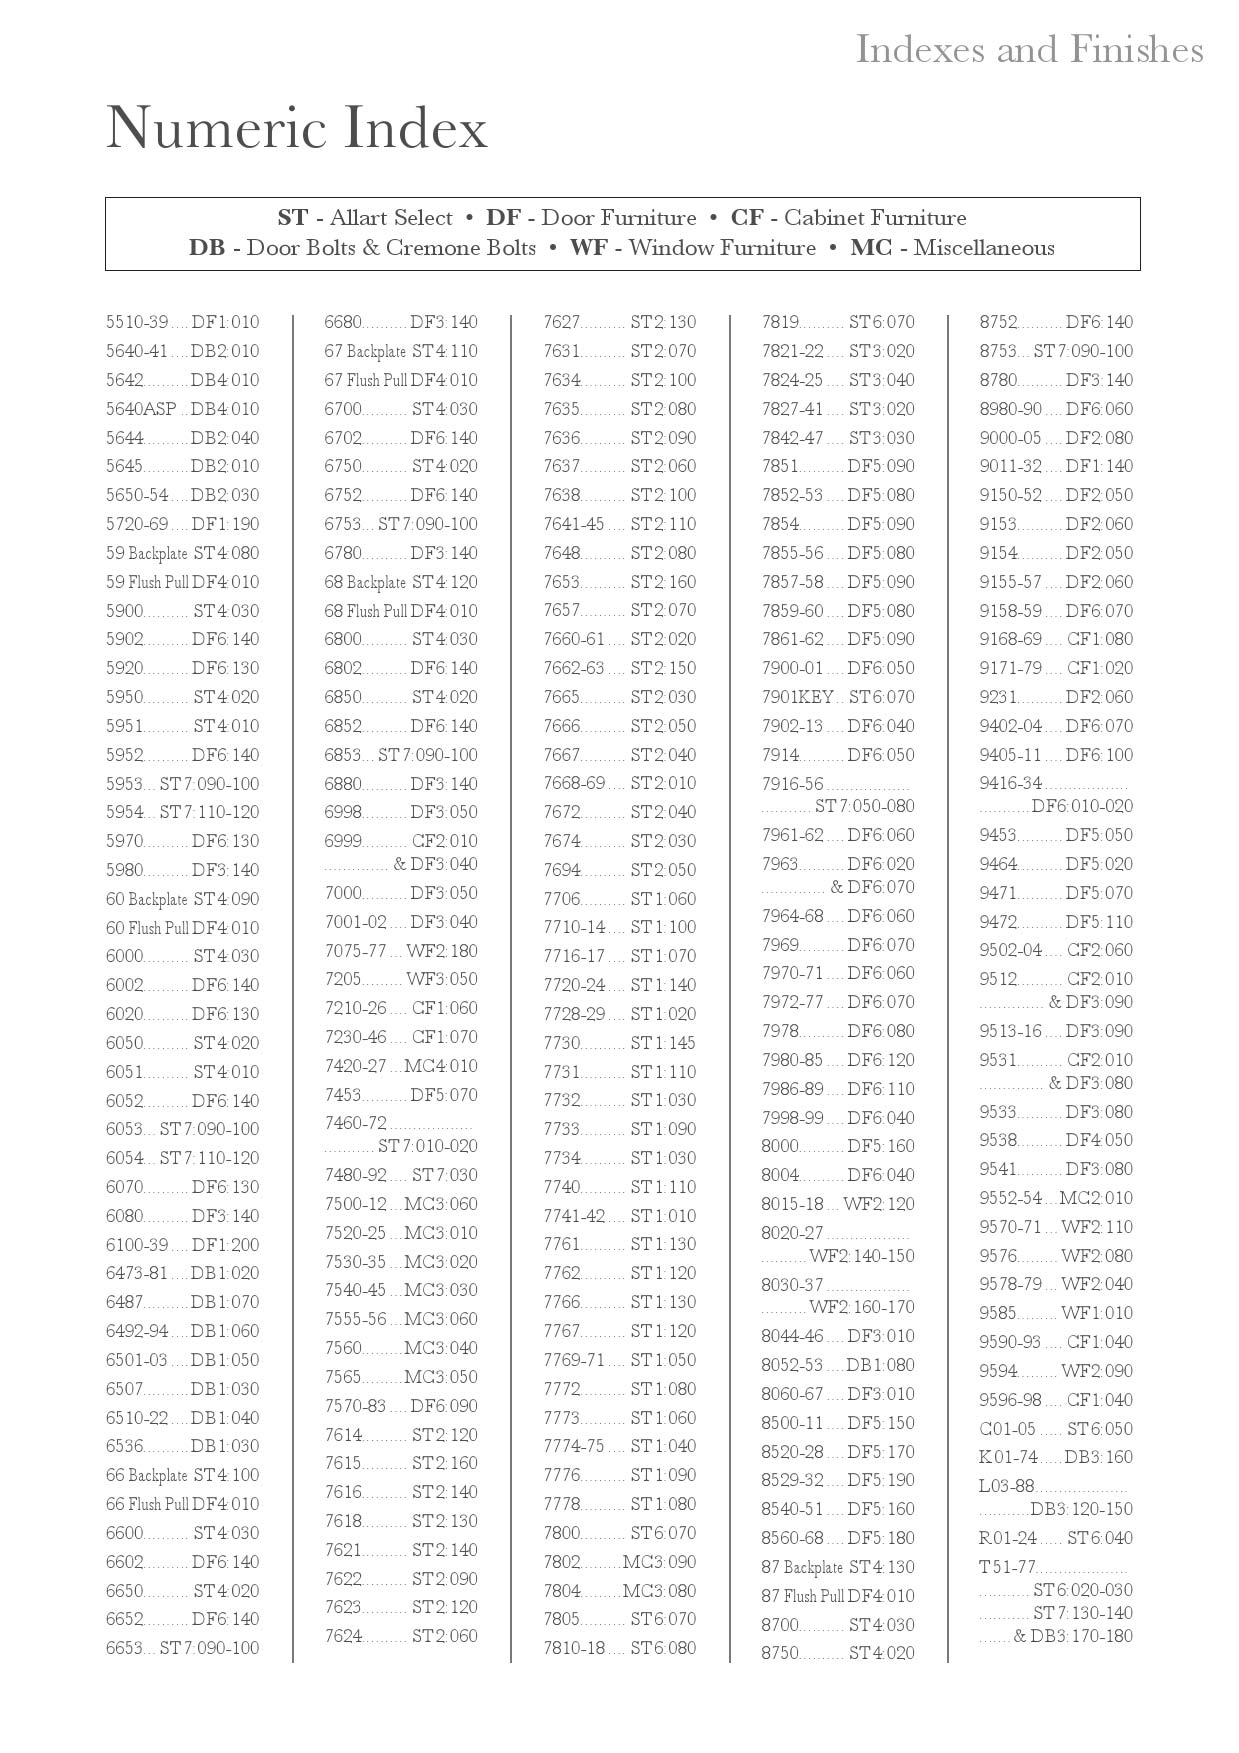 Indexes and Finishes
Numeric Index
ST - Allart Select • DF - Door Furniture • CF - Cabinet Furniture
DB - Door Bolts & Cremone Bolts • WF - Window Furniture • MC - Miscellaneous
5510-39 .... DF1:010
5640-41 .... DB2:010
5642.......... DB4:010
5640ASP .. DB4:010
5644.......... DB2:040
5645.......... DB2:010
5650-54 .... DB2:030
5720-69 .... DF1:190
59 Backplate ST4:080
59 Flush Pull DF4:010
5900.......... ST4:030
5902.......... DF6:140
5920.......... DF6:130
5950.......... ST4:020
5951.......... ST4:010
5952.......... DF6:140
5953... ST7:090-100
5954... ST7:110-120
5970.......... DF6:130
5980.......... DF3:140
60 Backplate ST4:090
60 Flush Pull DF4:010
6000.......... ST4:030
6002.......... DF6:140
6020.......... DF6:130
6050.......... ST4:020
6051.......... ST4:010
6052.......... DF6:140
6053... ST7:090-100
6054... ST7:110-120
6070.......... DF6:130
6080.......... DF3:140
6100-39 .... DF1:200
6473-81 .... DB1:020
6487.......... DB1:070
6492-94 .... DB1:060
6501-03 .... DB1:050
6507.......... DB1:030
6510-22 .... DB1:040
6536.......... DB1:030
66 Backplate ST4:100
66 Flush Pull DF4:010
6600.......... ST4:030
6602.......... DF6:140
6650.......... ST4:020
6652.......... DF6:140
6653... ST7:090-100
6680.......... DF3:140
67 Backplate ST4:110
67 Flush Pull DF4:010
6700.......... ST4:030
6702.......... DF6:140
6750.......... ST4:020
6752.......... DF6:140
6753... ST7:090-100
6780.......... DF3:140
68 Backplate ST4:120
68 Flush Pull DF4:010
6800.......... ST4:030
6802.......... DF6:140
6850.......... ST4:020
6852.......... DF6:140
6853... ST7:090-100
6880.......... DF3:140
6998.......... DF3:050
6999.......... CF2:010
.............. & DF3:040
7000.......... DF3:050
7001-02 .... DF3:040
7075-77 ... WF2:180
7205......... WF3:050
7210-26 .... CF1:060
7230-46 .... CF1:070
7420-27 ... MC4:010
7453.......... DF5:070
7460-72 ..................
........... ST7:010-020
7480-92 .... ST7:030
7500-12 ... MC3:060
7520-25 ... MC3:010
7530-35 ... MC3:020
7540-45 ... MC3:030
7555-56 ... MC3:060
7560......... MC3:040
7565......... MC3:050
7570-83 .... DF6:090
7614.......... ST2:120
7615.......... ST2:160
7616.......... ST2:140
7618.......... ST2:130
7621.......... ST2:140
7622.......... ST2:090
7623.......... ST2:120
7624.......... ST2:060
7627.......... ST2:130
7631.......... ST2:070
7634.......... ST2:100
7635.......... ST2:080
7636.......... ST2:090
7637.......... ST2:060
7638.......... ST2:100
7641-45 .... ST2:110
7648.......... ST2:080
7653.......... ST2:160
7657.......... ST2:070
7660-61 .... ST2:020
7662-63 .... ST2:150
7665.......... ST2:030
7666.......... ST2:050
7667.......... ST2:040
7668-69 .... ST2:010
7672.......... ST2:040
7674.......... ST2:030
7694.......... ST2:050
7706.......... ST1:060
7710-14 .... ST1:100
7716-17 .... ST1:070
7720-24 .... ST1:140
7728-29 .... ST1:020
7730.......... ST1:145
7731.......... ST1:110
7732.......... ST1:030
7733.......... ST1:090
7734.......... ST1:030
7740.......... ST1:110
7741-42 .... ST1:010
7761.......... ST1:130
7762.......... ST1:120
7766.......... ST1:130
7767.......... ST1:120
7769-71 .... ST1:050
7772.......... ST1:080
7773.......... ST1:060
7774-75 .... ST1:040
7776.......... ST1:090
7778.......... ST1:080
7800.......... ST6:070
7802......... MC3:090
7804......... MC3:080
7805.......... ST6:070
7810-18 .... ST6:080
7819.......... ST6:070
7821-22 .... ST3:020
7824-25 .... ST3:040
7827-41 .... ST3:020
7842-47 .... ST3:030
7851.......... DF5:090
7852-53 .... DF5:080
7854.......... DF5:090
7855-56 .... DF5:080
7857-58 .... DF5:090
7859-60 .... DF5:080
7861-62 .... DF5:090
7900-01 .... DF6:050
7901KEY .. ST6:070
7902-13 .... DF6:040
7914.......... DF6:050
7916-56 ..................
........... ST7:050-080
7961-62 .... DF6:060
7963.......... DF6:020
.............. & DF6:070
7964-68 .... DF6:060
7969.......... DF6:070
7970-71 .... DF6:060
7972-77 .... DF6:070
7978.......... DF6:080
7980-85 .... DF6:120
7986-89 .... DF6:110
7998-99 .... DF6:040
8000.......... DF5:160
8004.......... DF6:040
8015-18 ... WF2:120
8020-27 ..................
.......... WF2:140-150
8030-37 ..................
.......... WF2:160-170
8044-46 .... DF3:010
8052-53 .... DB1:080
8060-67 .... DF3:010
8500-11 .... DF5:150
8520-28 .... DF5:170
8529-32 .... DF5:190
8540-51 .... DF5:160
8560-68 .... DF5:180
87 Backplate ST4:130
87 Flush Pull DF4:010
8700.......... ST4:030
8750.......... ST4:020
8752.......... DF6:140
8753... ST7:090-100
8780.......... DF3:140
8980-90 .... DF6:060
9000-05 .... DF2:080
9011-32 .... DF1:140
9150-52 .... DF2:050
9153.......... DF2:060
9154.......... DF2:050
9155-57 .... DF2:060
9158-59 .... DF6:070
9168-69 .... CF1:080
9171-79 .... CF1:020
9231.......... DF2:060
9402-04 .... DF6:070
9405-11 .... DF6:100
9416-34 ..................
........... DF6:010-020
9453.......... DF5:050
9464.......... DF5:020
9471.......... DF5:070
9472.......... DF5:110
9502-04 .... CF2:060
9512.......... CF2:010
.............. & DF3:090
9513-16 .... DF3:090
9531.......... CF2:010
.............. & DF3:080
9533.......... DF3:080
9538.......... DF4:050
9541.......... DF3:080
9552-54 ... MC2:010
9570-71 ... WF2:110
9576......... WF2:080
9578-79 ... WF2:040
9585......... WF1:010
9590-93 .... CF1:040
9594......... WF2:090
9596-98 .... CF1:040
C01-05 ..... ST6:050
K01-74 ..... DB3:160
L03-88....................
........... DB3:120-150
R01-24 ..... ST6:040
T51-77....................
........... ST6:020-030
........... ST7:130-140
....... & DB3:170-180